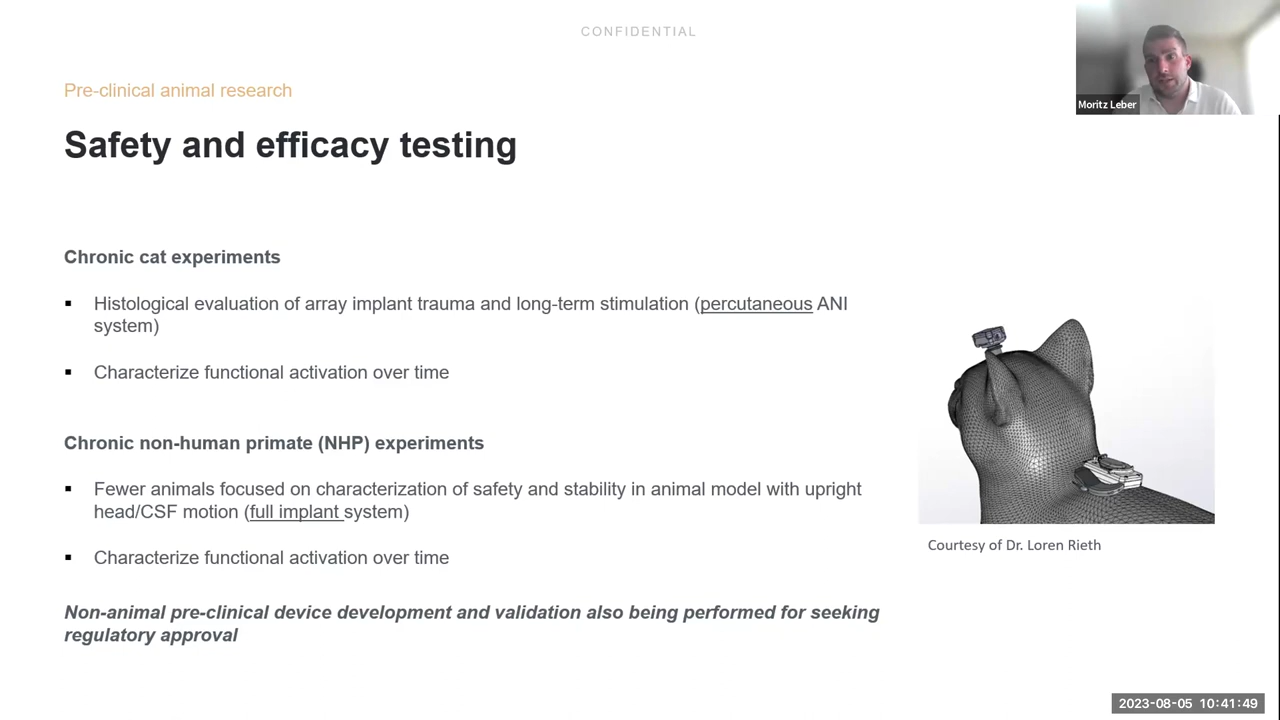 CONFIDENTIAL
Pre-clinical animal research
Moritz Leber
Safety and efficacy testing
Chronic cat experiments
▪ Histological evaluation of array implant trauma and long-term stimulation (percutaneous ANI
system)
▪ Characterize functional activation over time
Chronic non-human primate (NHP) experiments
▪ Fewer animals focused on characterization of safety and stability in animal model with upright
head/CSF motion (full implant system)
▪ Characterize functional activation over time
Non-animal pre-clinical device development and validation also being performed for seeking
regulatory approval
Courtesy of Dr. Loren Rieth
2023-08-05 10:41:49